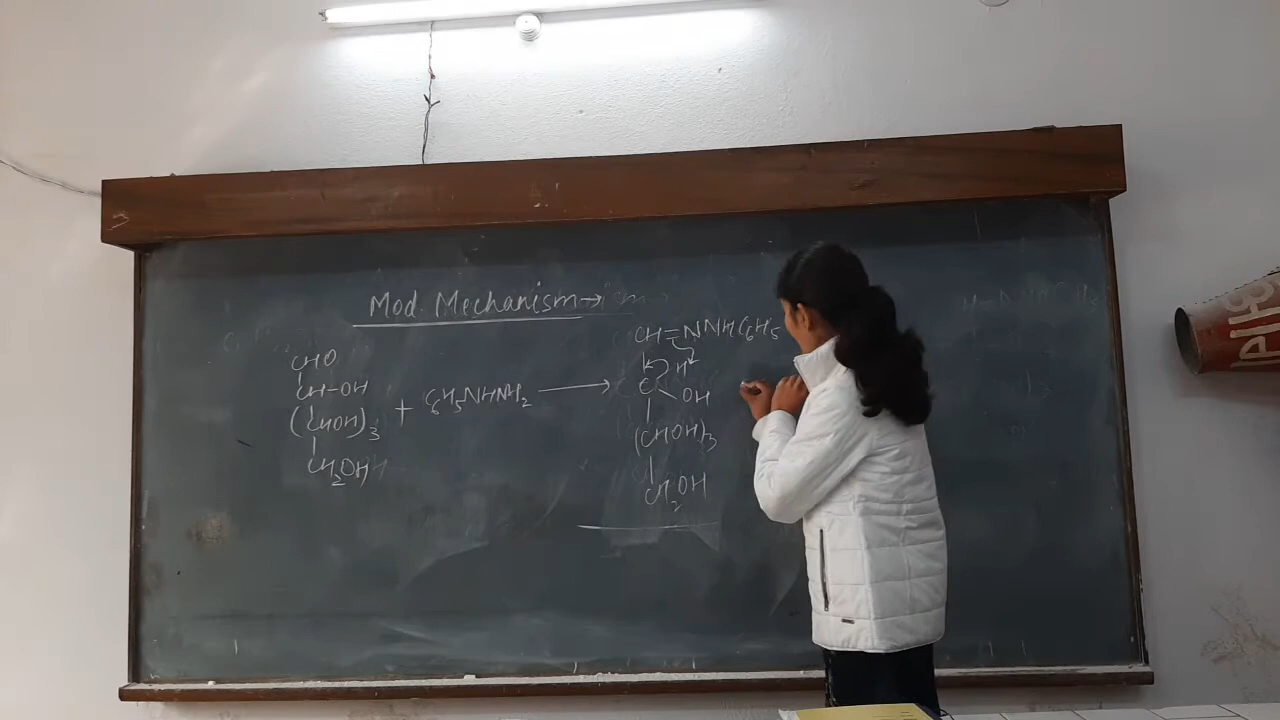 Mod. Mechanism→
CHO
CH-OH
(CHOH)3
CH2OH
+ C6H5NHNH2 ⟶
CH=NNHC6H5
H
C OH
(CHOH)3
CH2OH